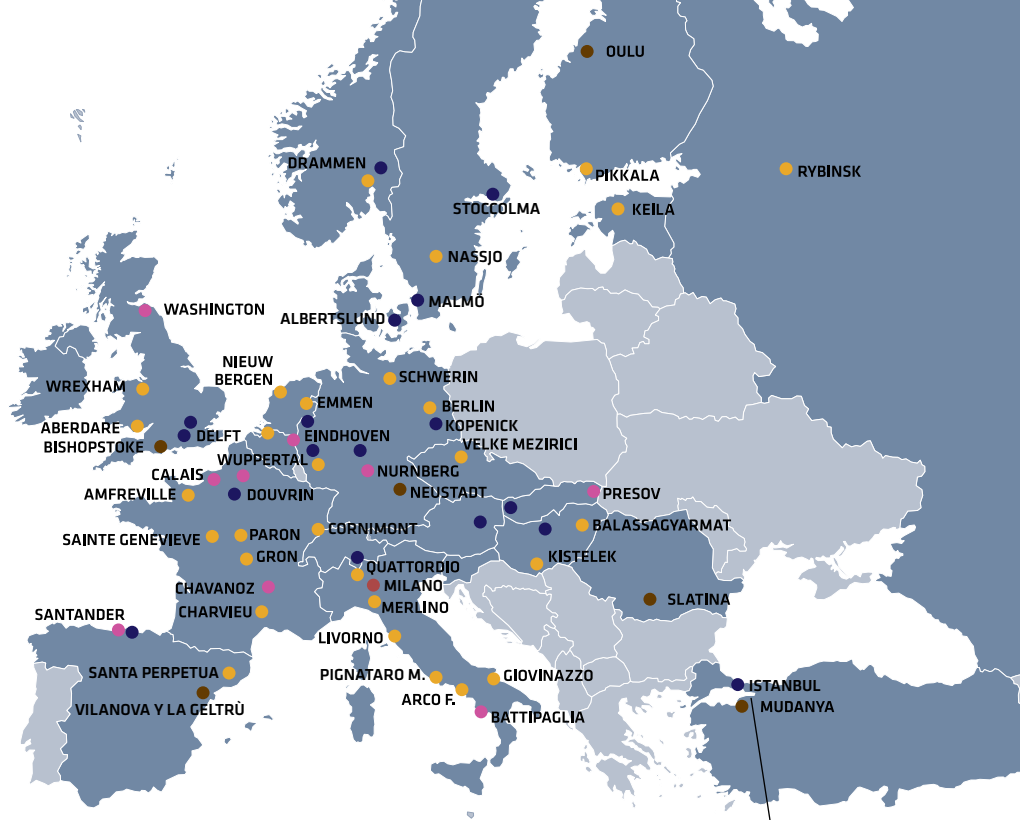 OULU
DRAMMEN
PIKKALA
RYBINSK
STOCCOLMA
KEILA
NASSJO
MALMÖ
WASHINGTON
ALBERTSLUND
NIEUW
BERGEN
SCHWERIN
WREXHAM
EMMEN
BERLIN
ABERDARE
KOPENICK
DELFT
EINDHOVEN
BISHOPSTOKE
VELKE MEZIRICI
WUPPERTAL
CALAIS
NURNBERG
AMFREVILLE
DOUVRIN
NEUSTADT
PRESOV
SAINTE GENEVIEVE
PARON
CORNIMONT
BALASSAGYARMAT
GRON
KISTELEK
QUATTORDIO
CHAVANOZ
MILANO
SLATINA
CHARVIEU
MERLINO
SANTANDER
LIVORNO
SANTA PERPETUA
PIGNATARO M.
GIOVINAZZO
ISTANBUL
ARCO F.
VILANOVA Y LA GELTRÙ
MUDANYA
BATTIPAGLIA